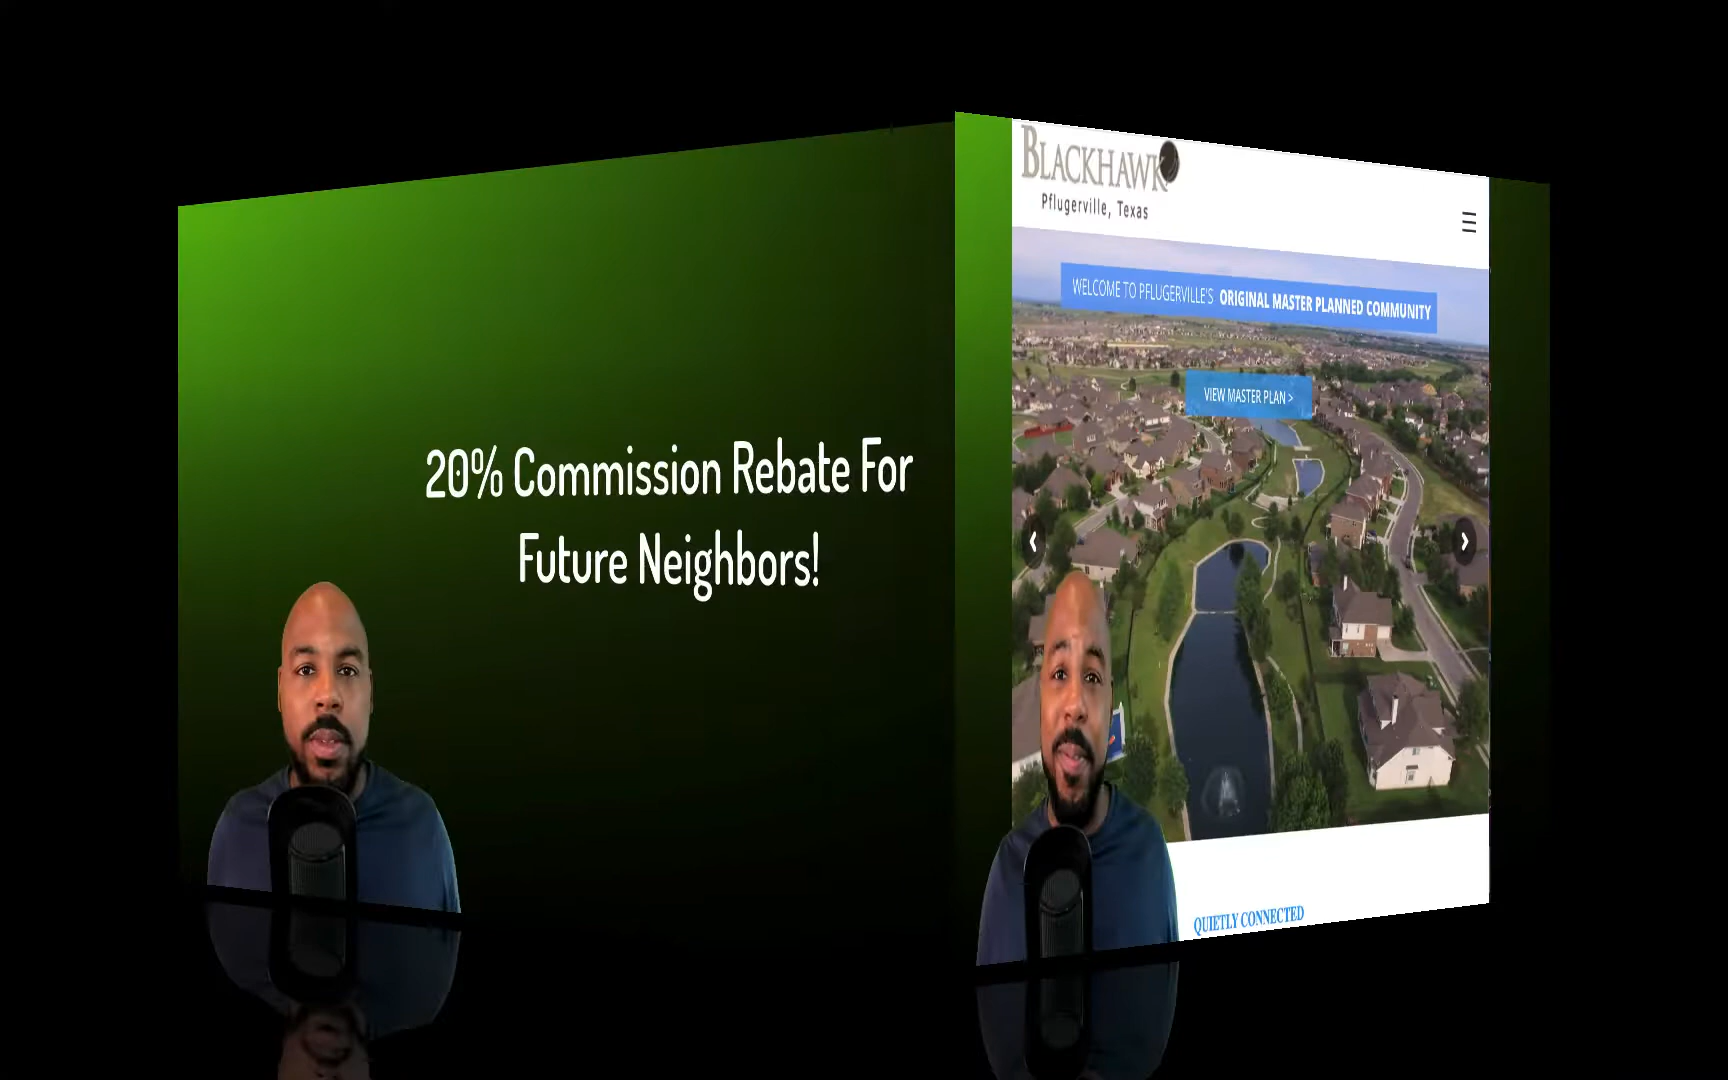 20% Commission Rebate For
Future Neighbors!
BLACKHAWK
Pflugerville, Texas
WELCOME TO PFLUGERVILLE'S ORIGINAL MASTER PLANNED COMMUNITY
VIEW MASTER PLAN >
QUIETLY CONNECTED